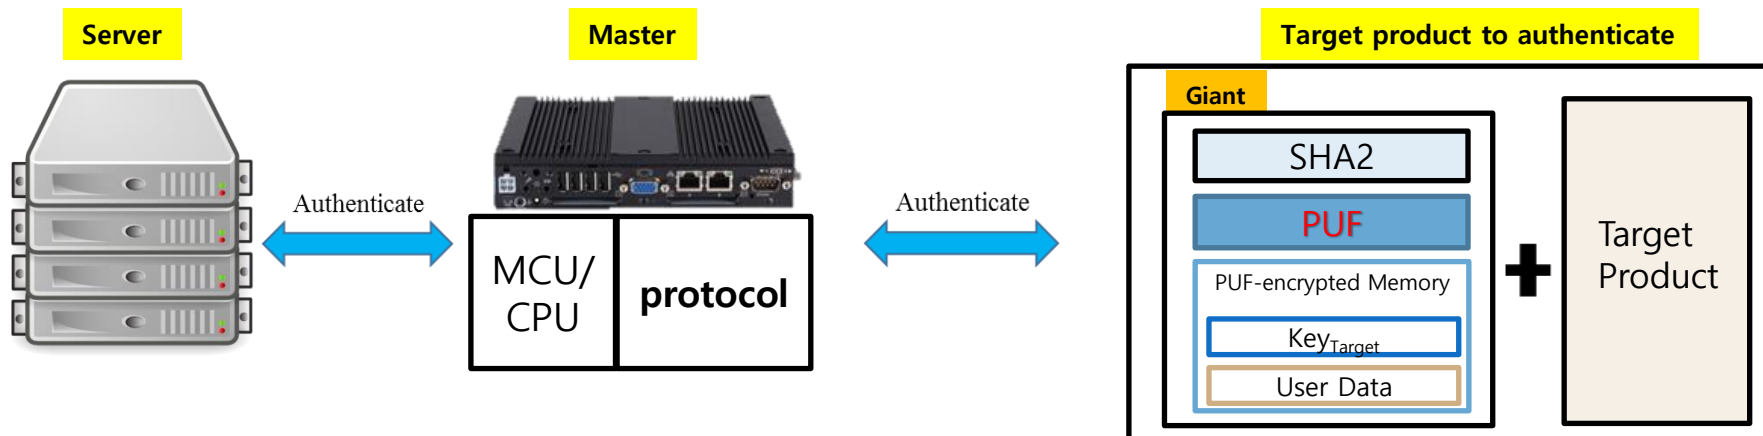 Server
Master
Target product to authenticate
Giant
SHA2
Authenticate
Authenticate
PUF
MCU/
CPU
protocol
PUF-encrypted Memory
KeyTarget
User Data
Target
Product